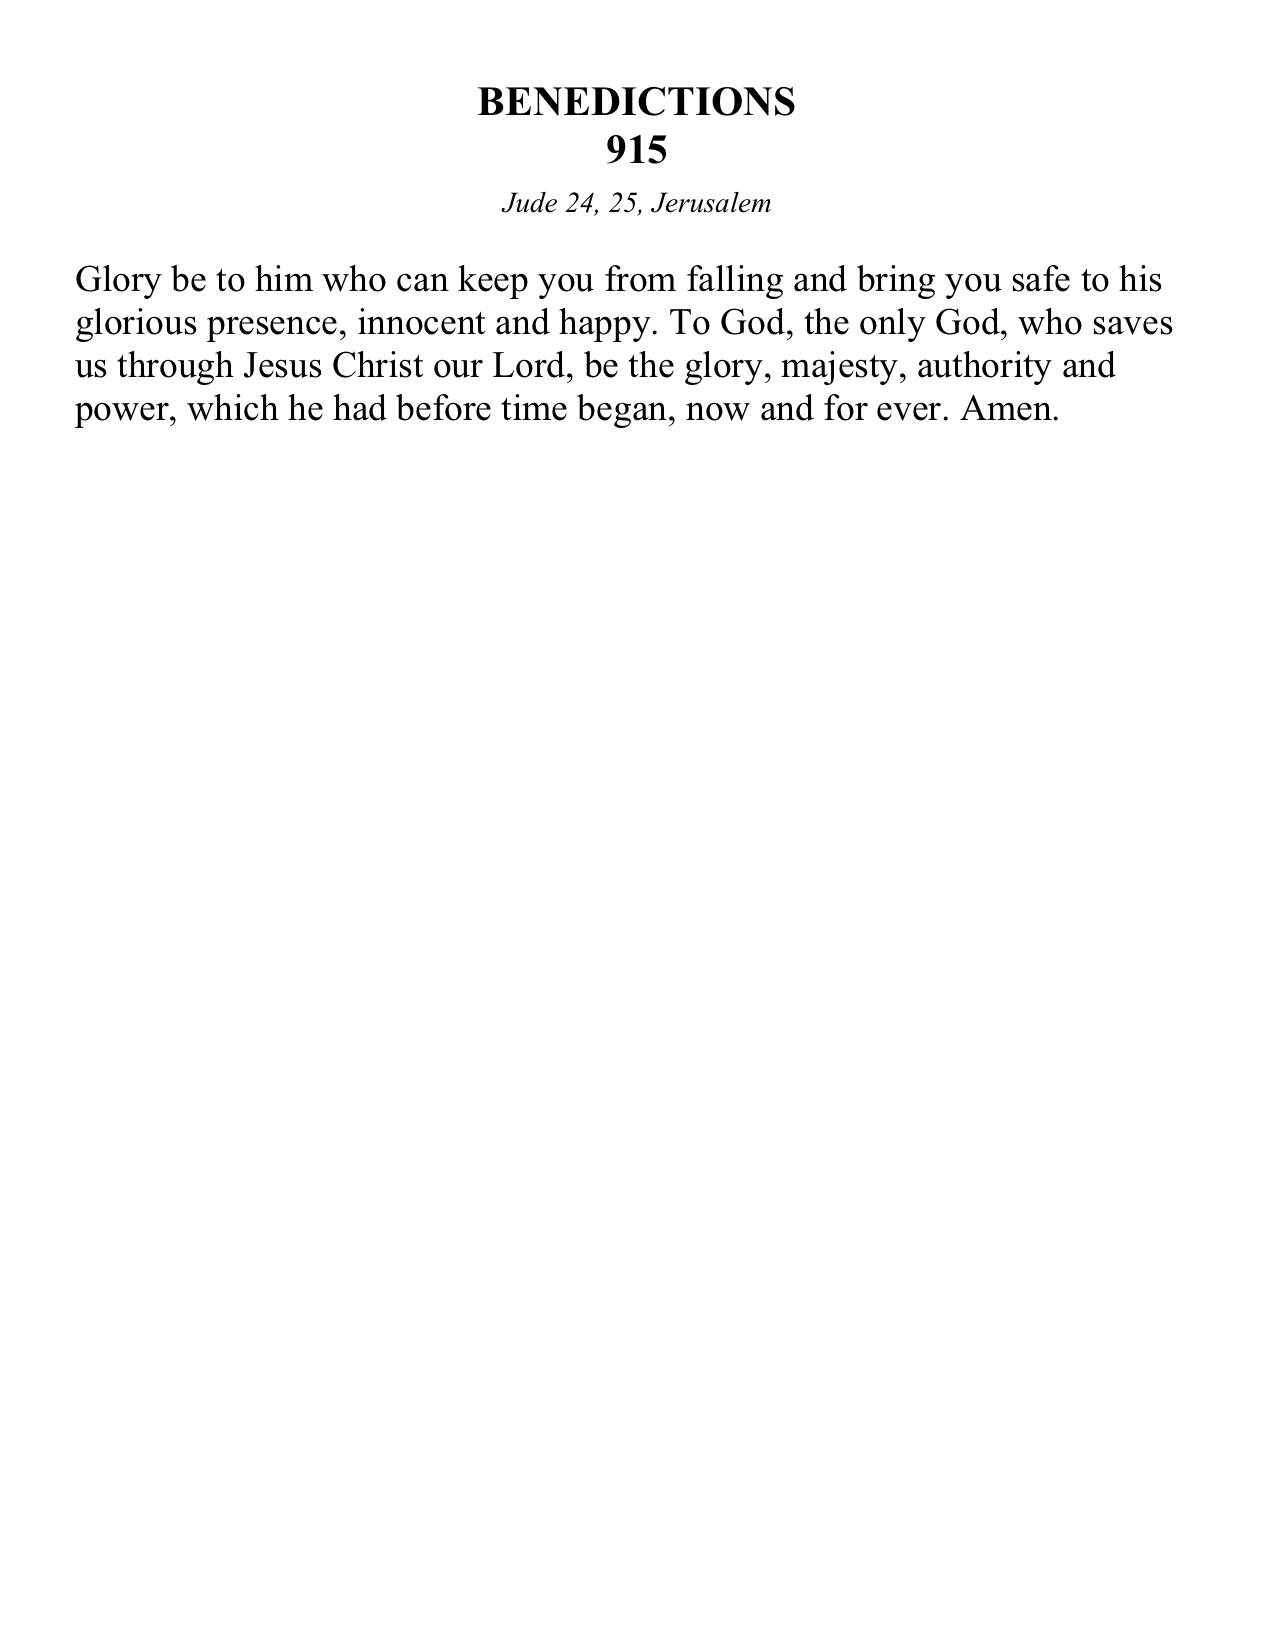 BENEDICTIONS
915
Jude 24, 25, Jerusalem
Glory be to him who can keep you from falling and bring you safe to his
glorious presence, innocent and happy. To God, the only God, who saves
us through Jesus Christ our Lord, be the glory, majesty, authority and
power, which he had before time began, now and for ever. Amen.